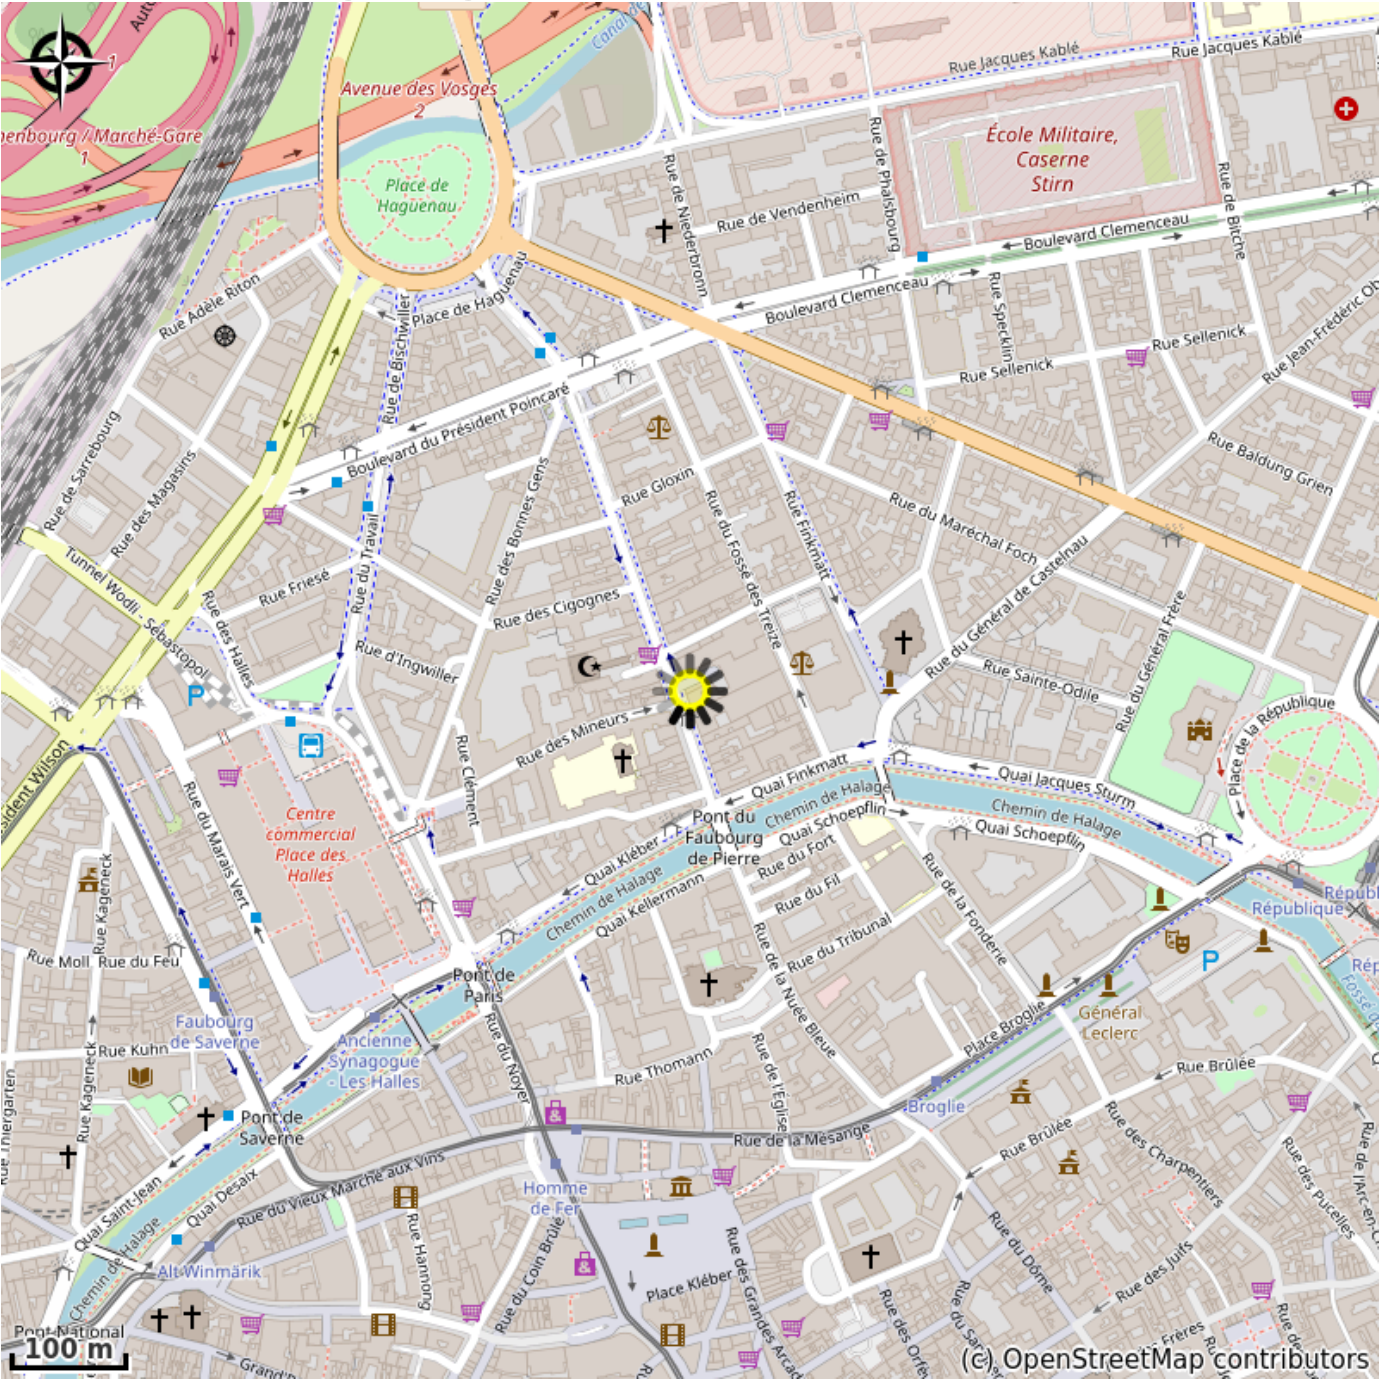 1
Avenue des Vosges
2
Rue Jacques Kablé
Rue Jacques Kablé
1
École Militaire,
Caserne
Stirn
Place de
Haguenau
Rue de Phalsbourg
Rue de Niederbronn
Rue de Vendenheim
Rue de Bitche
Boulevard Clemenceau
Boulevard Clemenceau
Rue Adèle Riton
Place de Haguenau
Rue de Bischwiller
Rue Specklin
Rue Sellenick
Rue Sellenick
Boulevard du Président Poincaré
Rue de Sarrebourg
Rue des Magasins
Rue des Bonnes Gens
Rue Gloxin
Rue du Fossé des Treize
Rue Finkmatt
Rue du Maréchal Foch
Rue Baldung Grien
Rue du Travail
Tunnel Wodli - Sébastopol
Rue Friesé
Rue des Halles
Rue des Cigognes
Rue d'Ingwiller
Rue du Général de Castelnau
Rue Sainte-Odile
Rue du Général Frère
Place de la République
P
Rue des Mineurs
Rue Clément
Quai Finkmatt
Quai Jacques Sturm
Chemin de Halage
Chemin de Halage
Quai Schoepflin
Quai Schoepflin
Pont du
Faubourg
de Pierre
Centre
commercial
Place des
Halles
Rue du Marais Vert
Quai Kléber
Chemin de Halage
Quai Kellermann
Rue du Fort
Rue du Fil
Rue de la Fonderie
Rue du Tribunal
Rue de la Nuée Bleue
République
P
Rue Kageneck
Rue Moll
Rue du Feu
Pont de
Paris
Faubourg
de Saverne
Ancienne
Synagogue
- Les Halles
Général
Leclerc
Place Broglie
Rue Kuhn
Rue Kageneck
Rue du Noyer
Rue Thomann
Rue de l'Église
Rue Brûlée
Broglie
Pont de
Saverne
Rue de la Mésange
Rue Brûlée
Rue des Charpentiers
Rue des Pucelles
Quai Saint-Jean
Quai Desaix
Rue du Vieux Marché aux Vins
Homme
de Fer
Chemin de Halage
Alt Winmärik
Rue Hannong
Rue du Coin Brûlé
Place Kléber
Rue du Dôme
Rue des Juifs
Pont National
100 m
(c) OpenStreetMap contributors